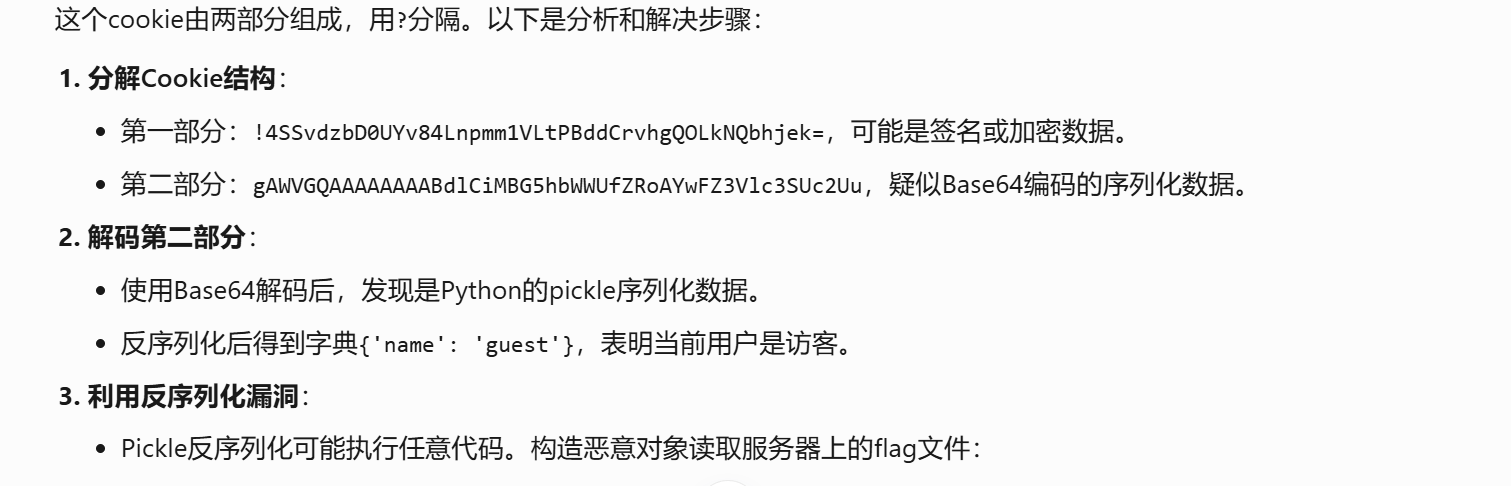 这个cookie由两部分组成，用?分隔。以下是分析和解决步骤：
1. 分解Cookie结构：
• 第一部分：!4SSvdzbD0UYv84Lnpmm1VLtPBddCrvhgQOLkNQbhjek=，可能是签名或加密数据。
• 第二部分：gAWVGQAAAAAAAABdlCiMBG5hbWWUfZRoAYwFZ3Vlc3SUc2Uu，疑似Base64编码的序列化数据。
2. 解码第二部分：
• 使用Base64解码后，发现是Python的pickle序列化数据。
• 反序列化后得到字典{'name': 'guest'}，表明当前用户是访客。
3. 利用反序列化漏洞：
• Pickle反序列化可能执行任意代码。构造恶意对象读取服务器上的flag文件：